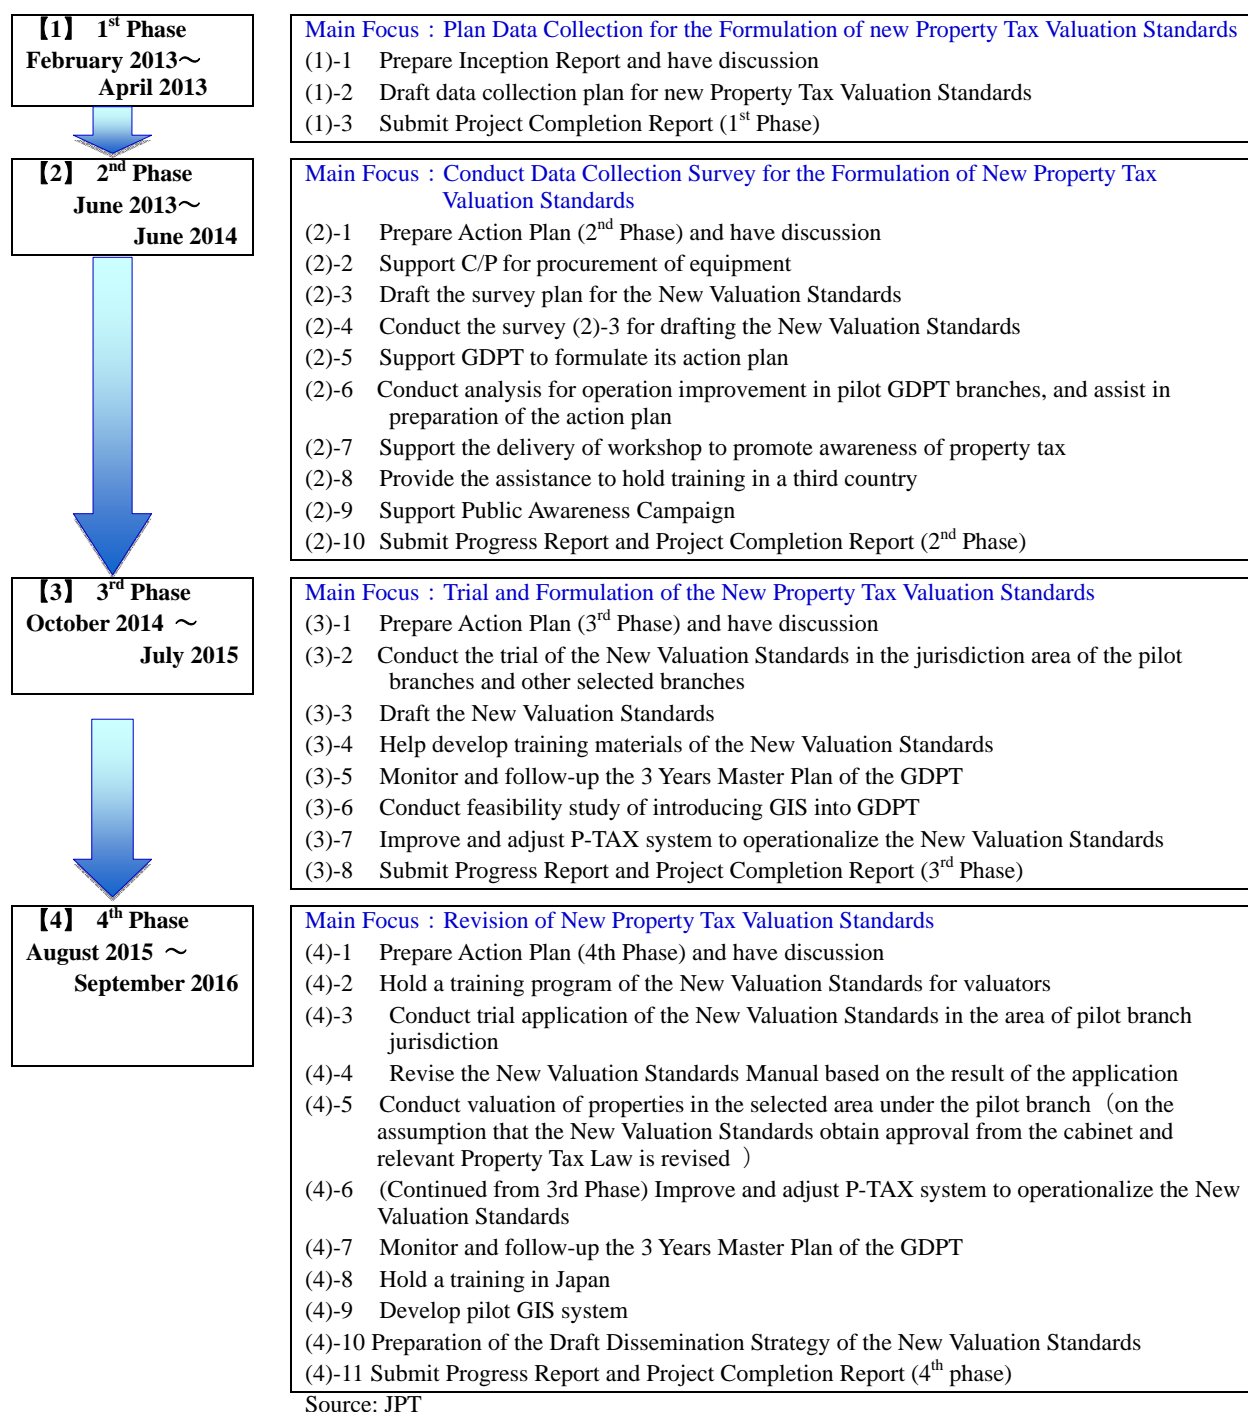 【1】 1st Phase
February 2013~
April 2013
Main Focus：Plan Data Collection for the Formulation of new Property Tax Valuation Standards
(1)-1 Prepare Inception Report and have discussion
(1)-2 Draft data collection plan for new Property Tax Valuation Standards
(1)-3 Submit Project Completion Report (1st Phase)
【2】 2nd Phase
June 2013~
June 2014
Main Focus：Conduct Data Collection Survey for the Formulation of New Property Tax
Valuation Standards
(2)-1 Prepare Action Plan (2nd Phase) and have discussion
(2)-2 Support C/P for procurement of equipment
(2)-3 Draft the survey plan for the New Valuation Standards
(2)-4 Conduct the survey (2)-3 for drafting the New Valuation Standards
(2)-5 Support GDPT to formulate its action plan
(2)-6 Conduct analysis for operation improvement in pilot GDPT branches, and assist in
preparation of the action plan
(2)-7 Support the delivery of workshop to promote awareness of property tax
(2)-8 Provide the assistance to hold training in a third country
(2)-9 Support Public Awareness Campaign
(2)-10 Submit Progress Report and Project Completion Report (2nd Phase)
【3】 3rd Phase
October 2014 ~
July 2015
Main Focus：Trial and Formulation of the New Property Tax Valuation Standards
(3)-1 Prepare Action Plan (3rd Phase) and have discussion
(3)-2 Conduct the trial of the New Valuation Standards in the jurisdiction area of the pilot
branches and other selected branches
(3)-3 Draft the New Valuation Standards
(3)-4 Help develop training materials of the New Valuation Standards
(3)-5 Monitor and follow-up the 3 Years Master Plan of the GDPT
(3)-6 Conduct feasibility study of introducing GIS into GDPT
(3)-7 Improve and adjust P-TAX system to operationalize the New Valuation Standards
(3)-8 Submit Progress Report and Project Completion Report (3rd Phase)
【4】 4th Phase
August 2015 ~
September 2016
Main Focus：Revision of New Property Tax Valuation Standards
(4)-1 Prepare Action Plan (4th Phase) and have discussion
(4)-2 Hold a training program of the New Valuation Standards for valuators
(4)-3 Conduct trial application of the New Valuation Standards in the area of pilot branch
jurisdiction
(4)-4 Revise the New Valuation Standards Manual based on the result of the application
(4)-5 Conduct valuation of properties in the selected area under the pilot branch（on the
assumption that the New Valuation Standards obtain approval from the cabinet and
relevant Property Tax Law is revised ）
(4)-6 (Continued from 3rd Phase) Improve and adjust P-TAX system to operationalize the New
Valuation Standards
(4)-7 Monitor and follow-up the 3 Years Master Plan of the GDPT
(4)-8 Hold a training in Japan
(4)-9 Develop pilot GIS system
(4)-10 Preparation of the Draft Dissemination Strategy of the New Valuation Standards
(4)-11 Submit Progress Report and Project Completion Report (4th phase)
Source: JPT